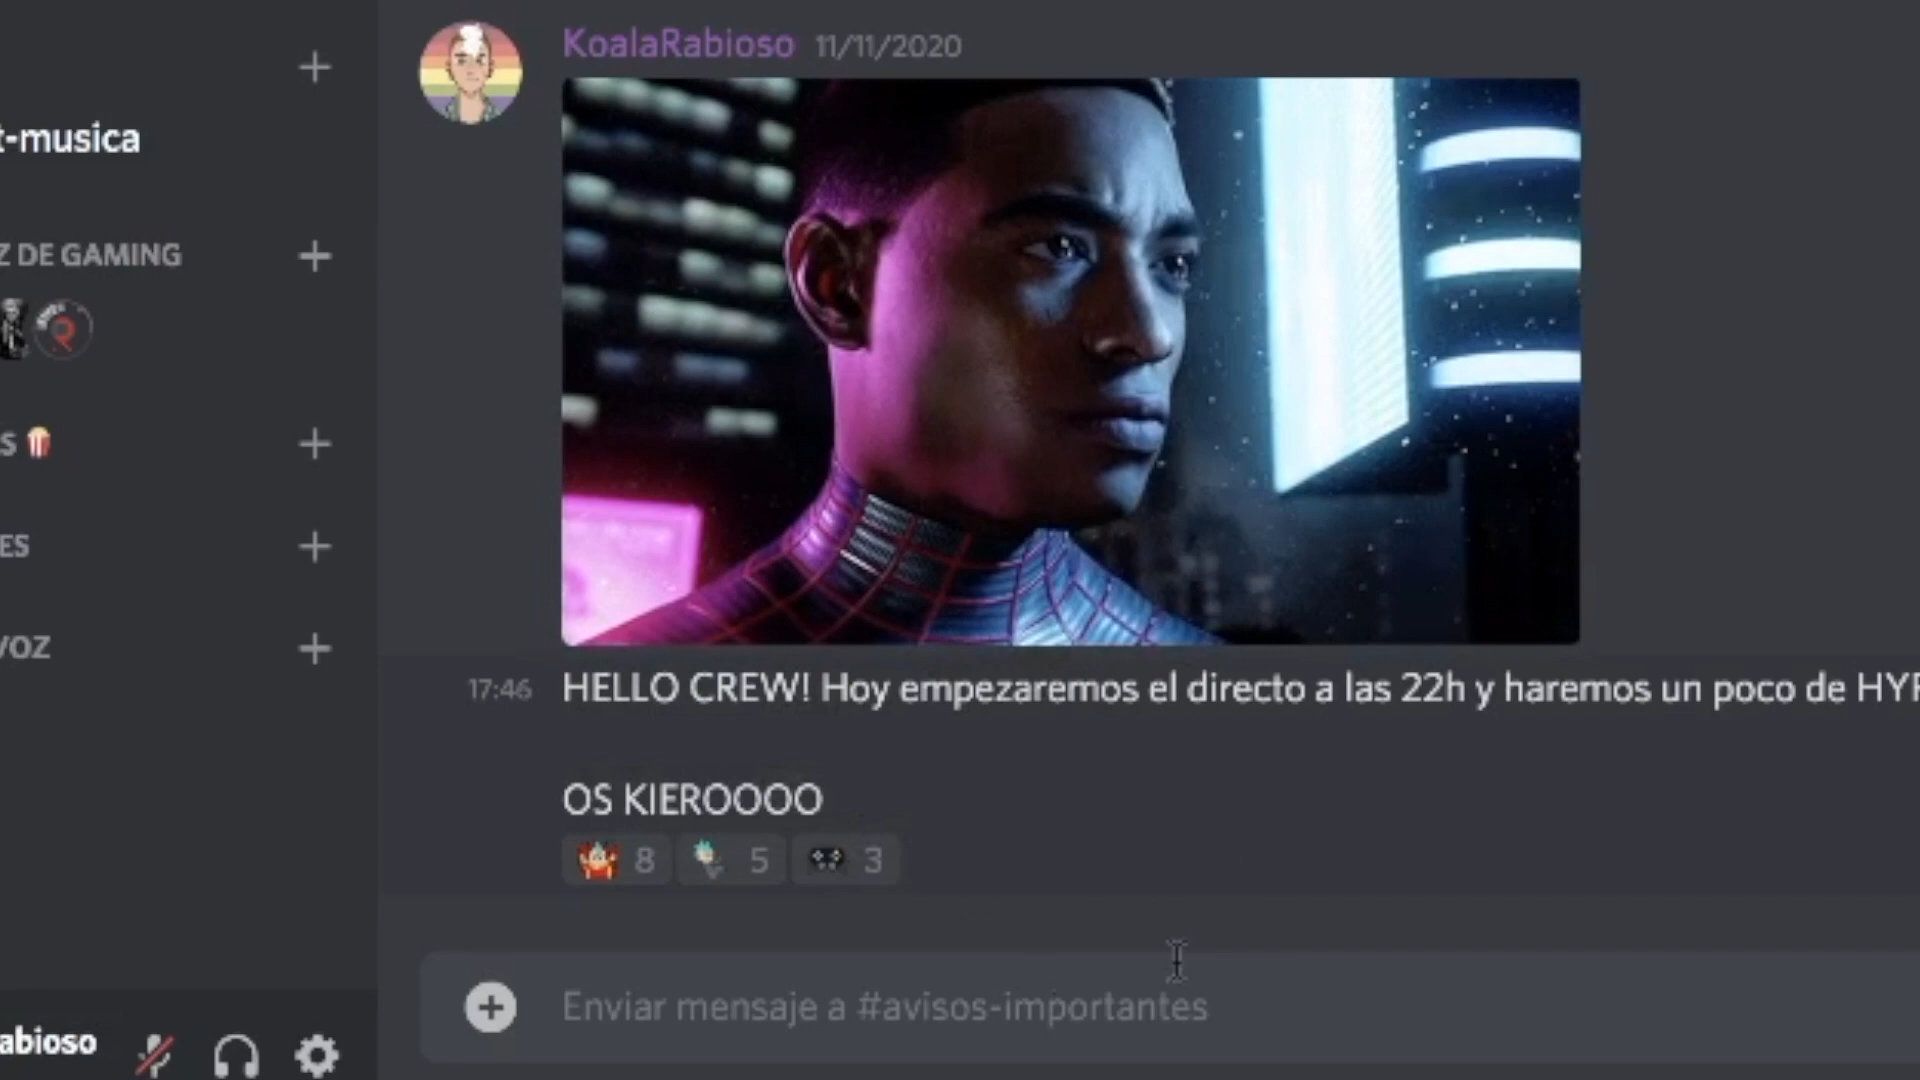 t-musica
Z DE GAMING
S
ES
VOZ
abioso
KoalaRabioso 11/11/2020
17:46 HELLO CREW! Hoy empezaremos el directo a las 22h y haremos un poco de HYP
OS KIEROOOO
8 5 3
Enviar mensaje a #avisos-importantes